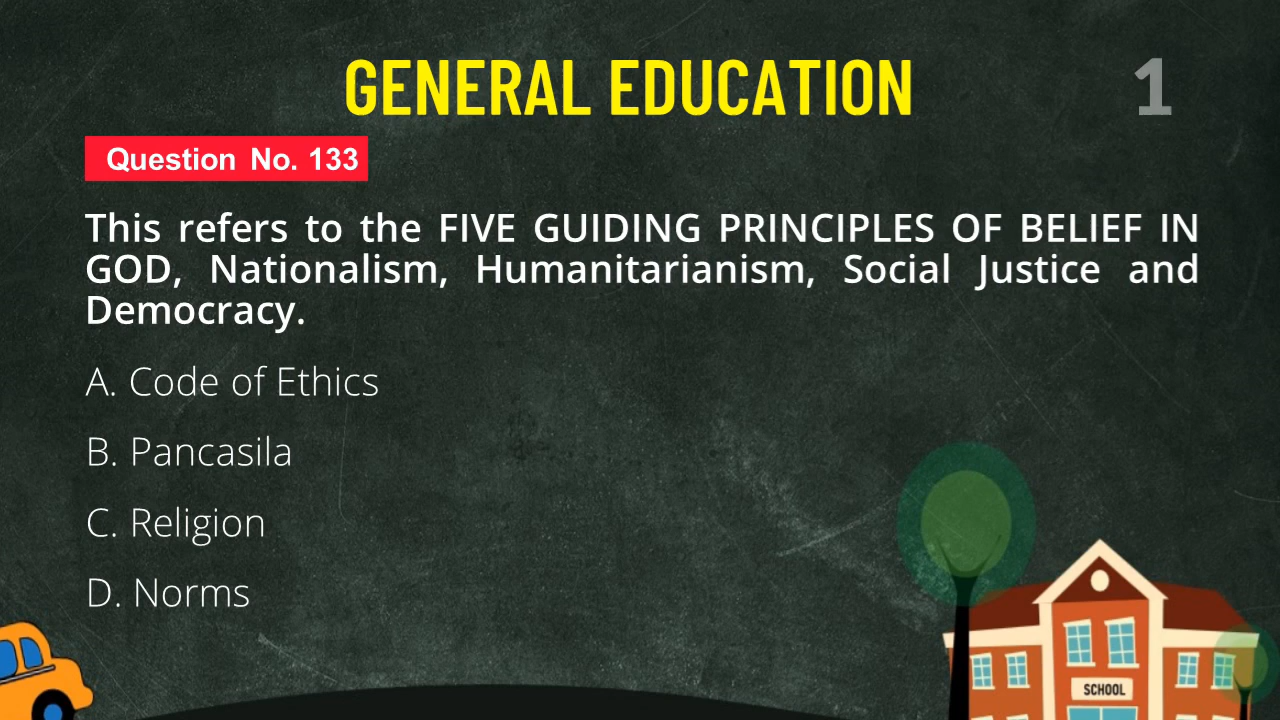 GENERAL EDUCATION
1
Question No. 133
This refers to the FIVE GUIDING PRINCIPLES OF BELIEF IN
GOD, Nationalism, Humanitarianism, Social Justice and
Democracy.
A. Code of Ethics
B. Pancasila
C. Religion
D. Norms
SCHOOL